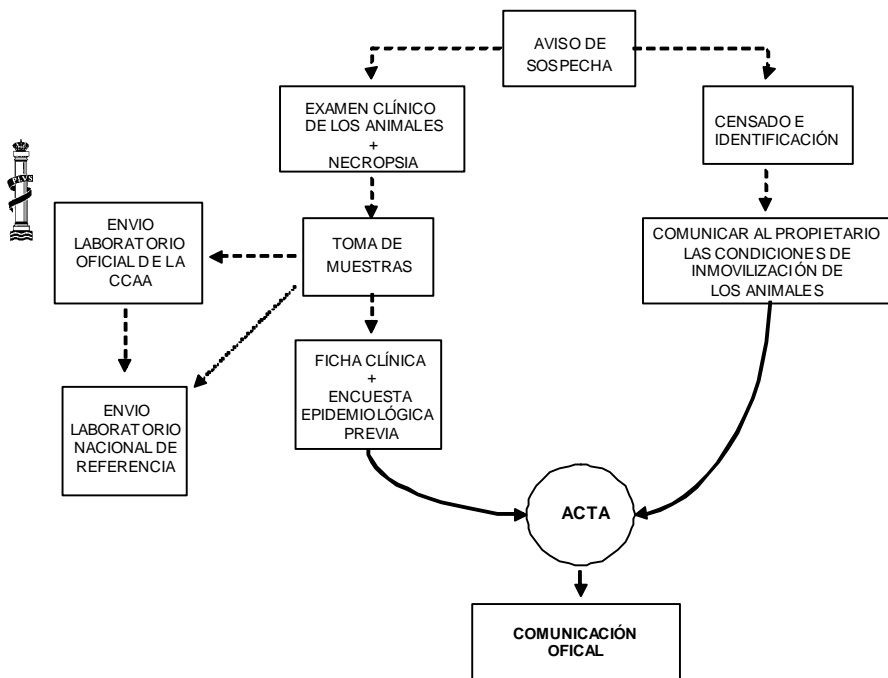 AVISO DE
SOSPECHA
EXAMEN CLÍNICO
DE LOS ANIMALES
+
NECROPSIA
CENSADO E
IDENTIFICACIÓN
PLVS
ENVIO
LABORATORIO
OFICIAL DE LA
CCAA
TOMA DE
MUESTRAS
COMUNICAR AL PROPIETARIO
LAS CONDICIONES DE
INMOVILIZACIÓN DE
LOS ANIMALES
FICHA CLÍNICA
+
ENCUESTA
EPIDEMIOLÓGICA
PREVIA
ENVIO
LABORATORIO
NACIONAL DE
REFERENCIA
ACTA
COMUNICACIÓN
OFICAL